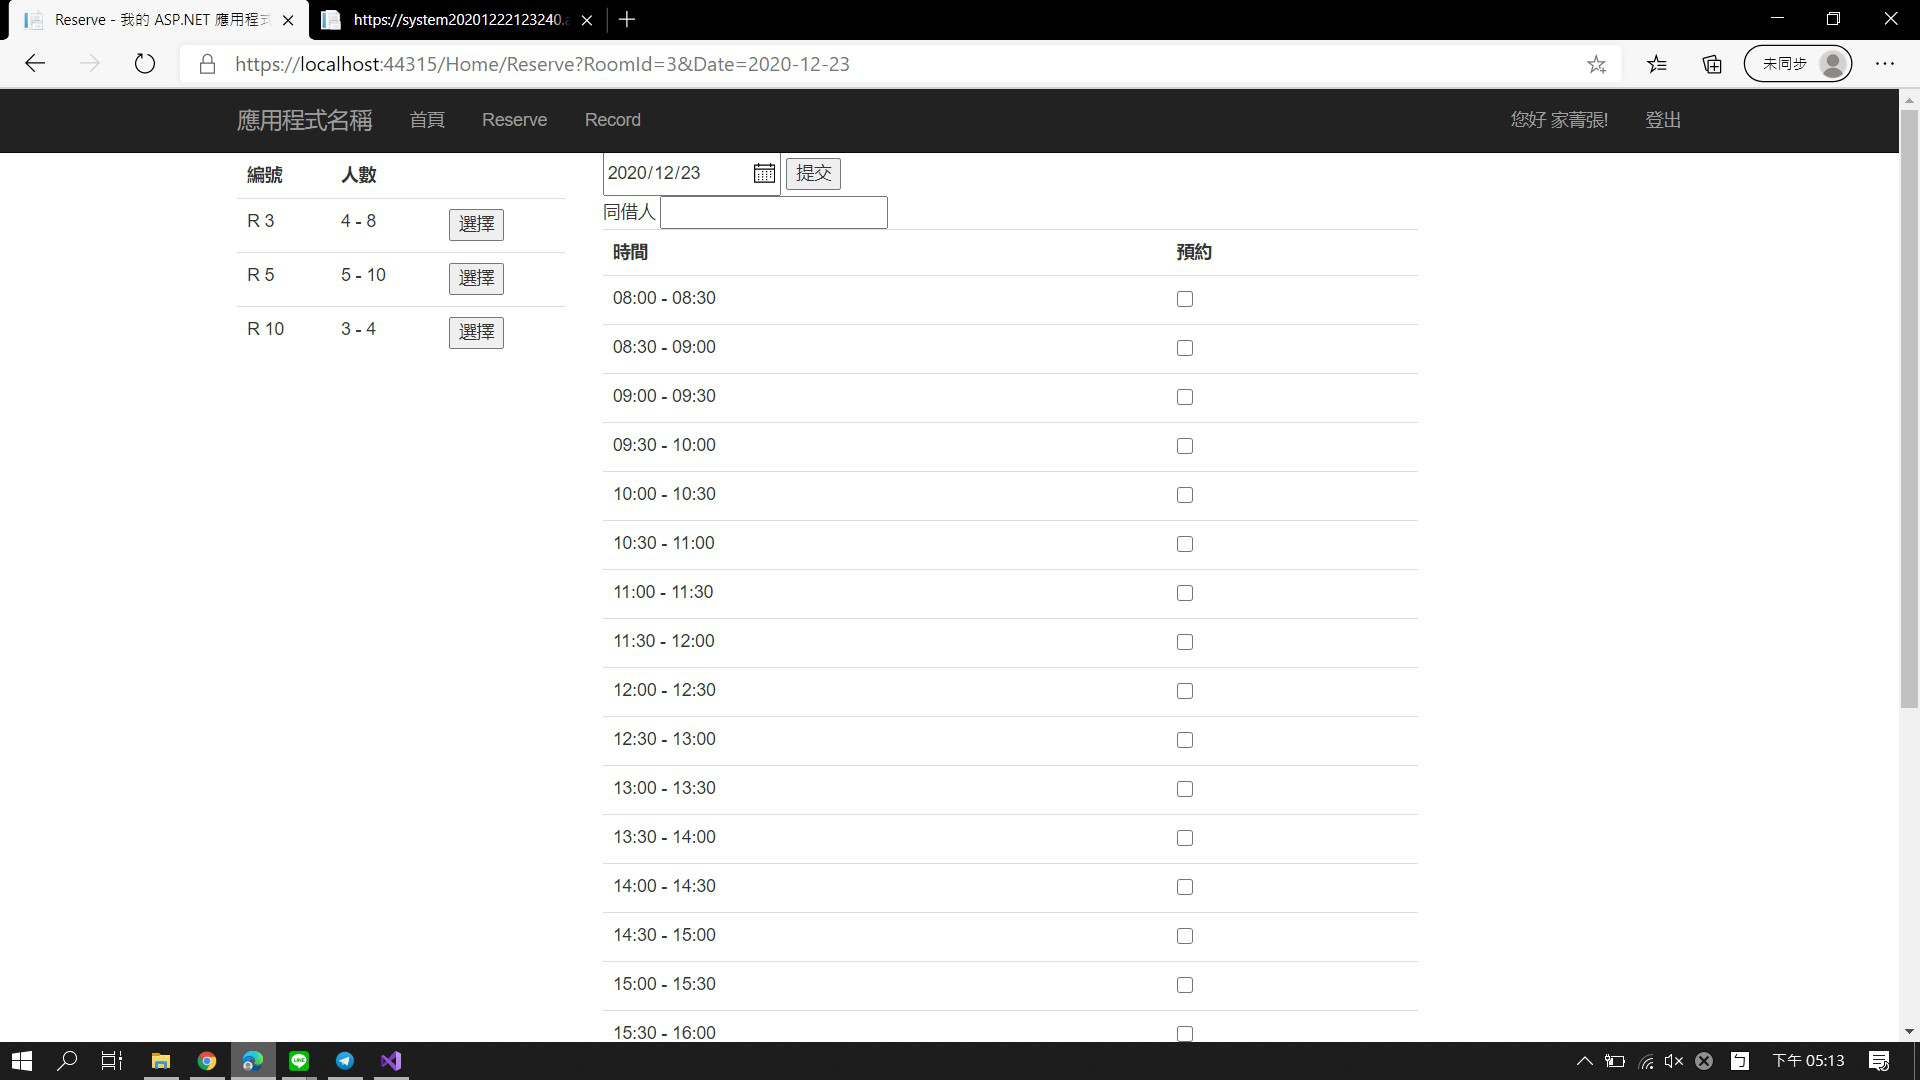 Reserve - 我的 ASP.NET 應用程式
https://system20201222123240.a
https://localhost:44315/Home/Reserve?RoomId=3&Date=2020-12-23
未同步
應用程式名稱 首頁 Reserve Record 您好 家菁張! 登出
編號 人數
R 3 4 - 8 選擇
R 5 5 - 10 選擇
R 10 3 - 4 選擇
2020/12/23 提交
同借人
時間 預約
08:00 - 08:30
08:30 - 09:00
09:00 - 09:30
09:30 - 10:00
10:00 - 10:30
10:30 - 11:00
11:00 - 11:30
11:30 - 12:00
12:00 - 12:30
12:30 - 13:00
13:00 - 13:30
13:30 - 14:00
14:00 - 14:30
14:30 - 15:00
15:00 - 15:30
15:30 - 16:00
下午 05:13